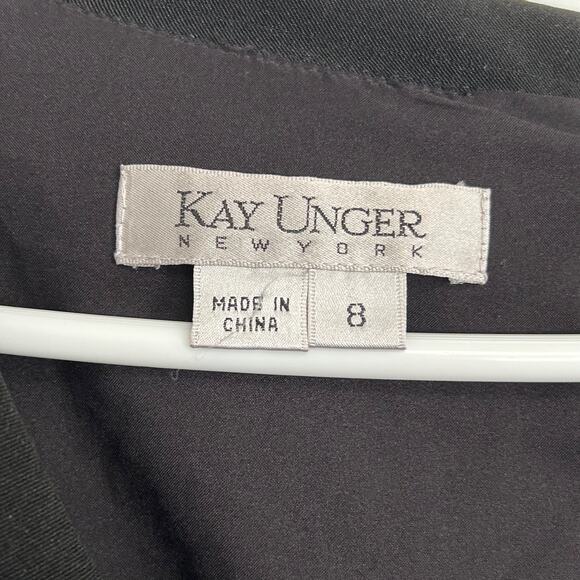 KAY UNGER
NEW YORK
MADE IN
CHINA
8